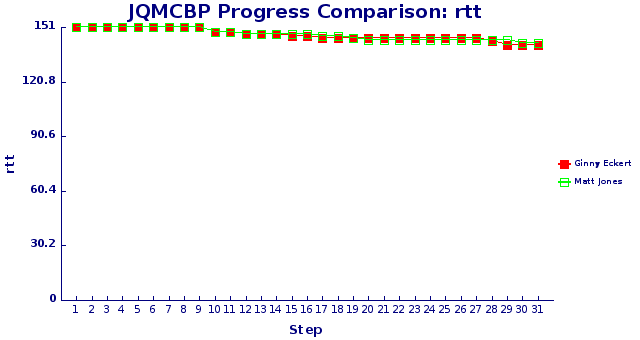 JQMCBP Progress Comparison: rtt
151
120.8
90.6
60.4
30.2
0
rtt
1 2 3 4 5 6 7 8 9 10 11 12 13 14 15 16 17 18 19 20 21 22 23 24 25 26 27 28 29 30 31
Step
Ginny Eckert
Matt Jones